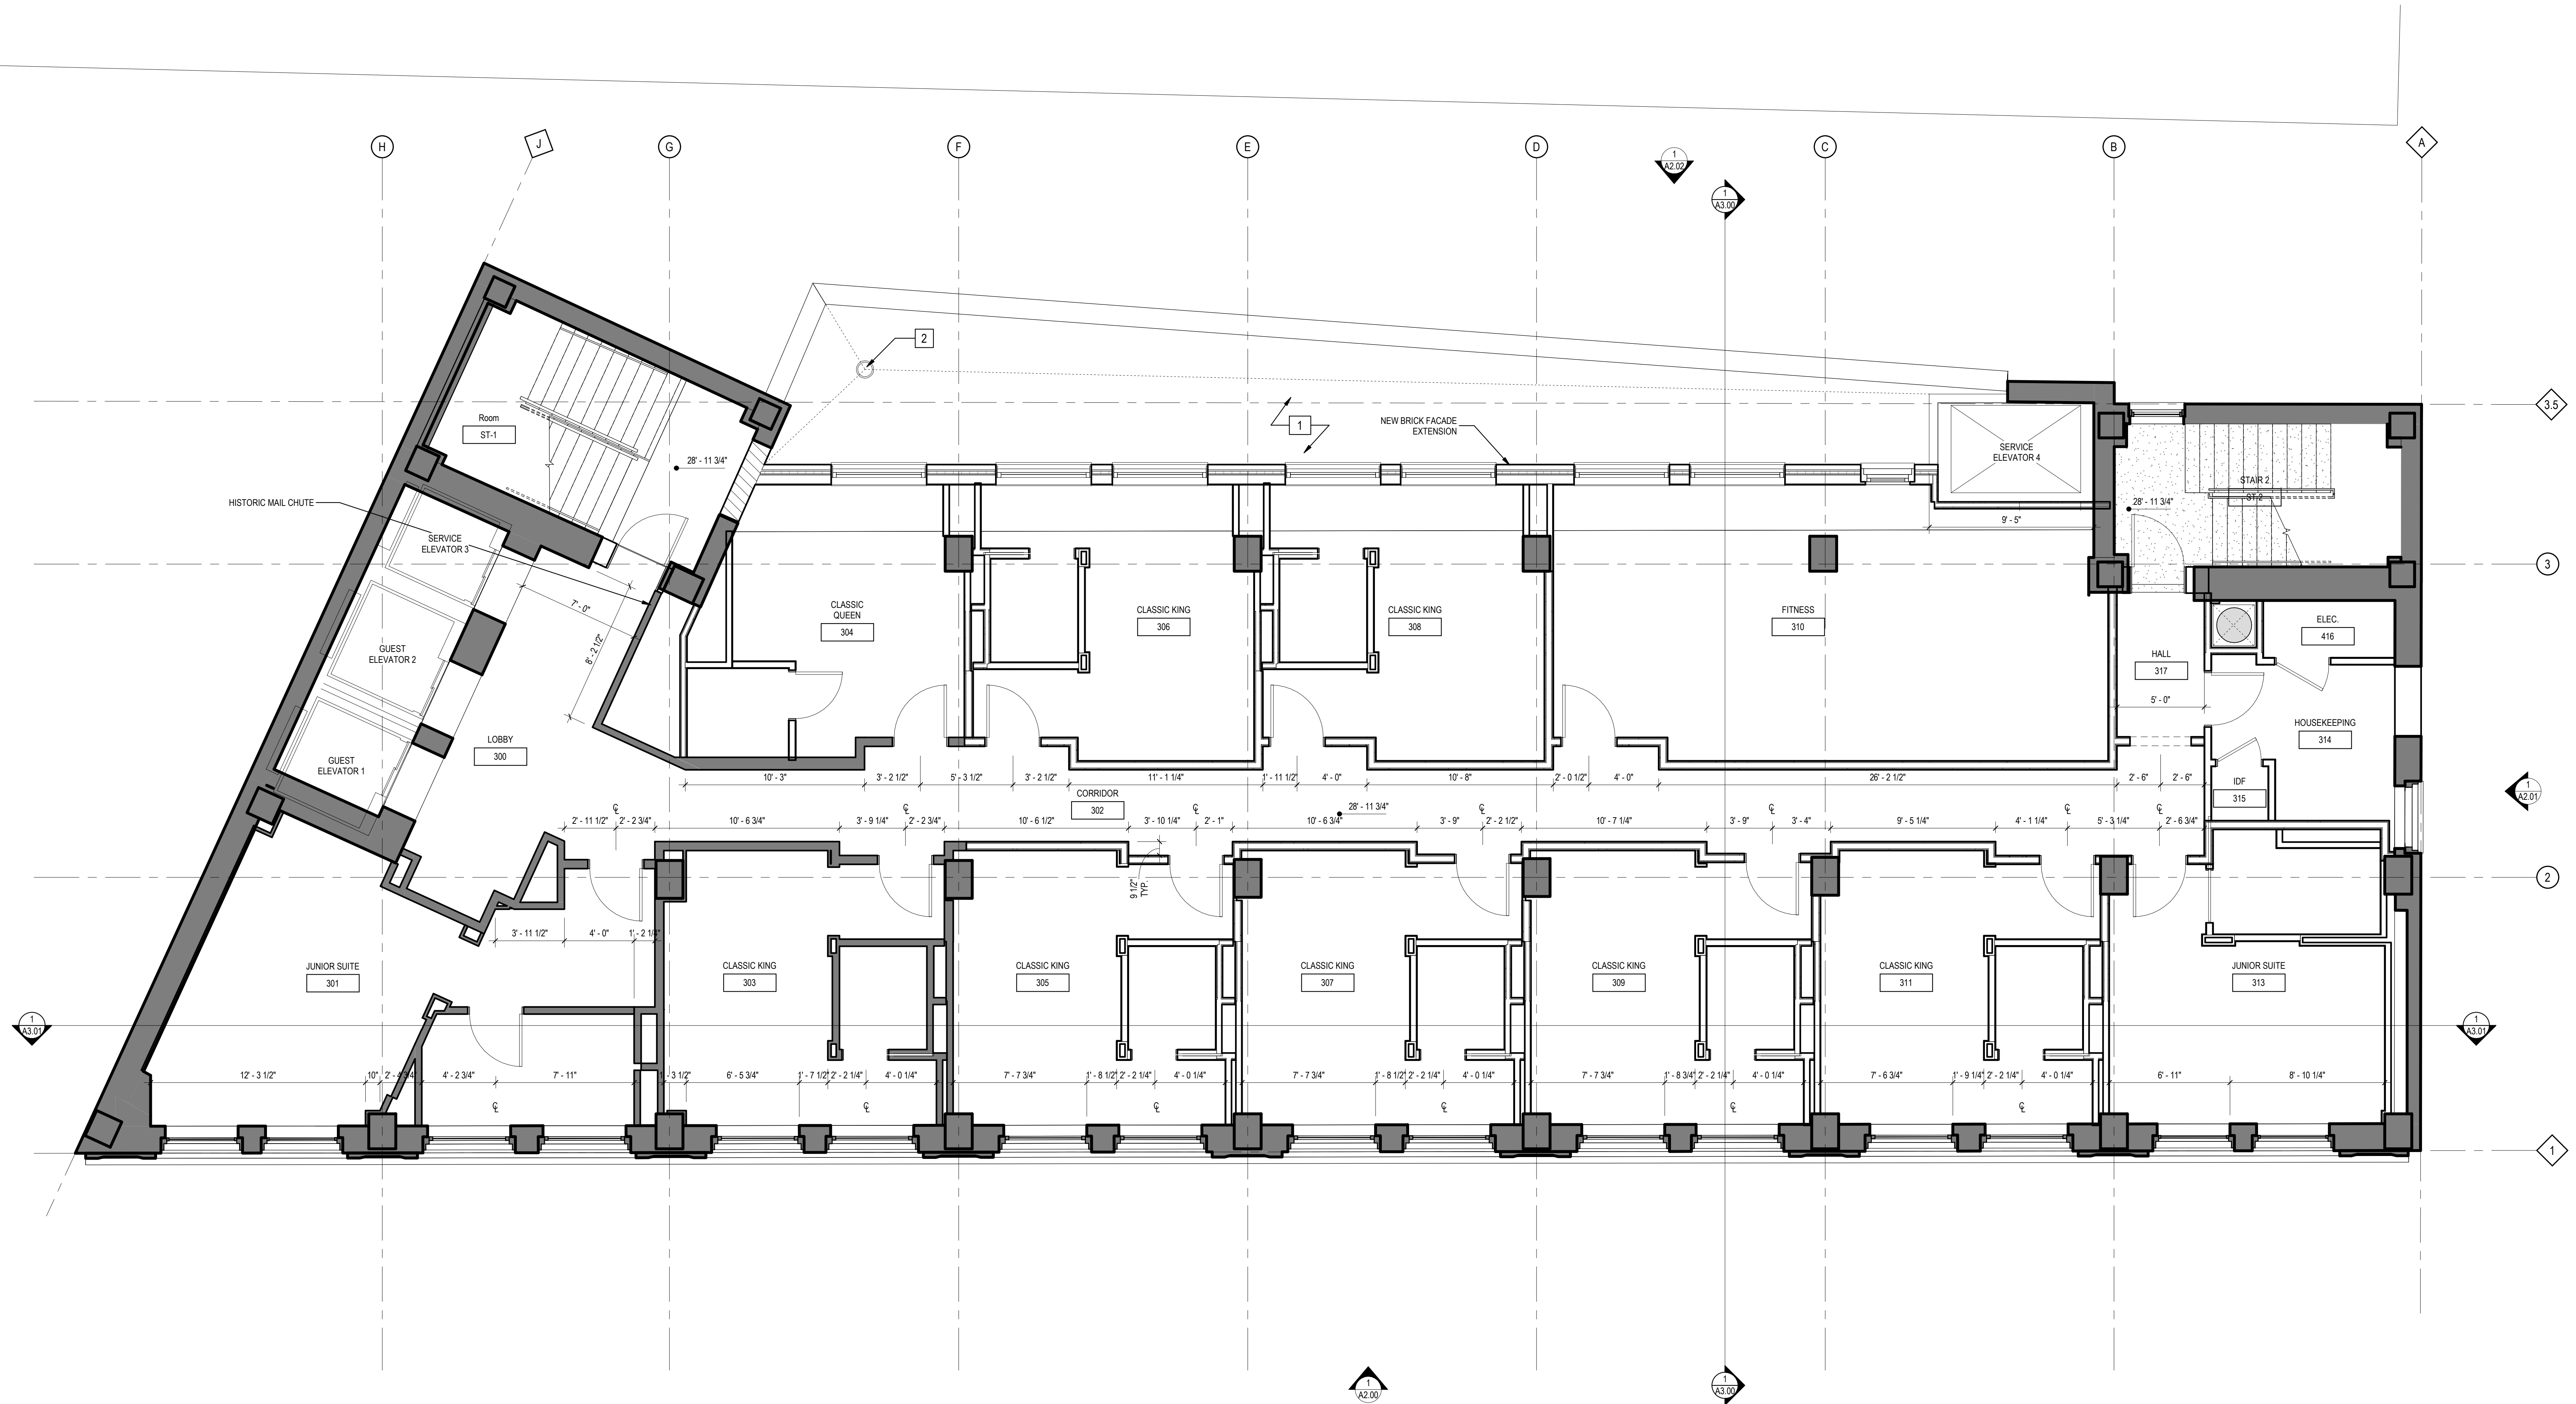 H
J
G
F
E
D
C
B
A
1
A2.02
1
A3.00
2
Room
ST-1
28' - 11 3/4"
1
NEW BRICK FACADE
EXTENSION
SERVICE
ELEVATOR 4
3.5
STAIR 2
ST-2
28' - 11 3/4"
HISTORIC MAIL CHUTE
SERVICE
ELEVATOR 3
9' - 5"
3
7' - 0"
8' - 2 1/2"
CLASSIC
QUEEN
304
CLASSIC KING
306
CLASSIC KING
308
FITNESS
310
ELEC.
416
HALL
317
5' - 0"
GUEST
ELEVATOR 2
HOUSEKEEPING
314
LOBBY
300
GUEST
ELEVATOR 1
10' - 3"
3' - 2 1/2"
5' - 3 1/2"
3' - 2 1/2"
11' - 1 1/4"
1' - 11 1/2"
4' - 0"
10' - 8"
2' - 0 1/2"
4' - 0"
26' - 2 1/2"
2' - 6"
2' - 6"
IDF
315
1
A2.01
CORRIDOR
302
28' - 11 3/4"
2' - 11 1/2"
2' - 2 3/4"
10' - 6 3/4"
3' - 9 1/4"
2' - 2 3/4"
10' - 6 1/2"
3' - 10 1/4"
2' - 1"
10' - 6 3/4"
3' - 9"
2' - 2 1/2"
10' - 7 1/4"
3' - 9"
3' - 4"
9' - 5 1/4"
4' - 1 1/4"
5' - 3 1/4"
2' - 6 3/4"
9 1/2"
TYP.
2
3' - 11 1/2"
4' - 0"
1' - 2 1/4"
JUNIOR SUITE
301
CLASSIC KING
303
CLASSIC KING
305
CLASSIC KING
307
CLASSIC KING
309
CLASSIC KING
311
JUNIOR SUITE
313
1
A3.01
1
A3.01
12' - 3 1/2"
10"
2' - 4 3/4"
4' - 2 3/4"
7' - 11"
1' - 3 1/2"
6' - 5 3/4"
1' - 7 1/2"
2' - 2 1/4"
4' - 0 1/4"
7' - 7 3/4"
1' - 8 1/2"
2' - 2 1/4"
4' - 0 1/4"
7' - 7 3/4"
1' - 8 1/2"
2' - 2 1/4"
4' - 0 1/4"
7' - 7 3/4"
1' - 8 3/4"
2' - 2 1/4"
4' - 0 1/4"
7' - 6 3/4"
1' - 9 1/4"
2' - 2 1/4"
4' - 0 1/4"
6' - 11"
8' - 10 1/4"
1
1
A2.00
1
A3.00